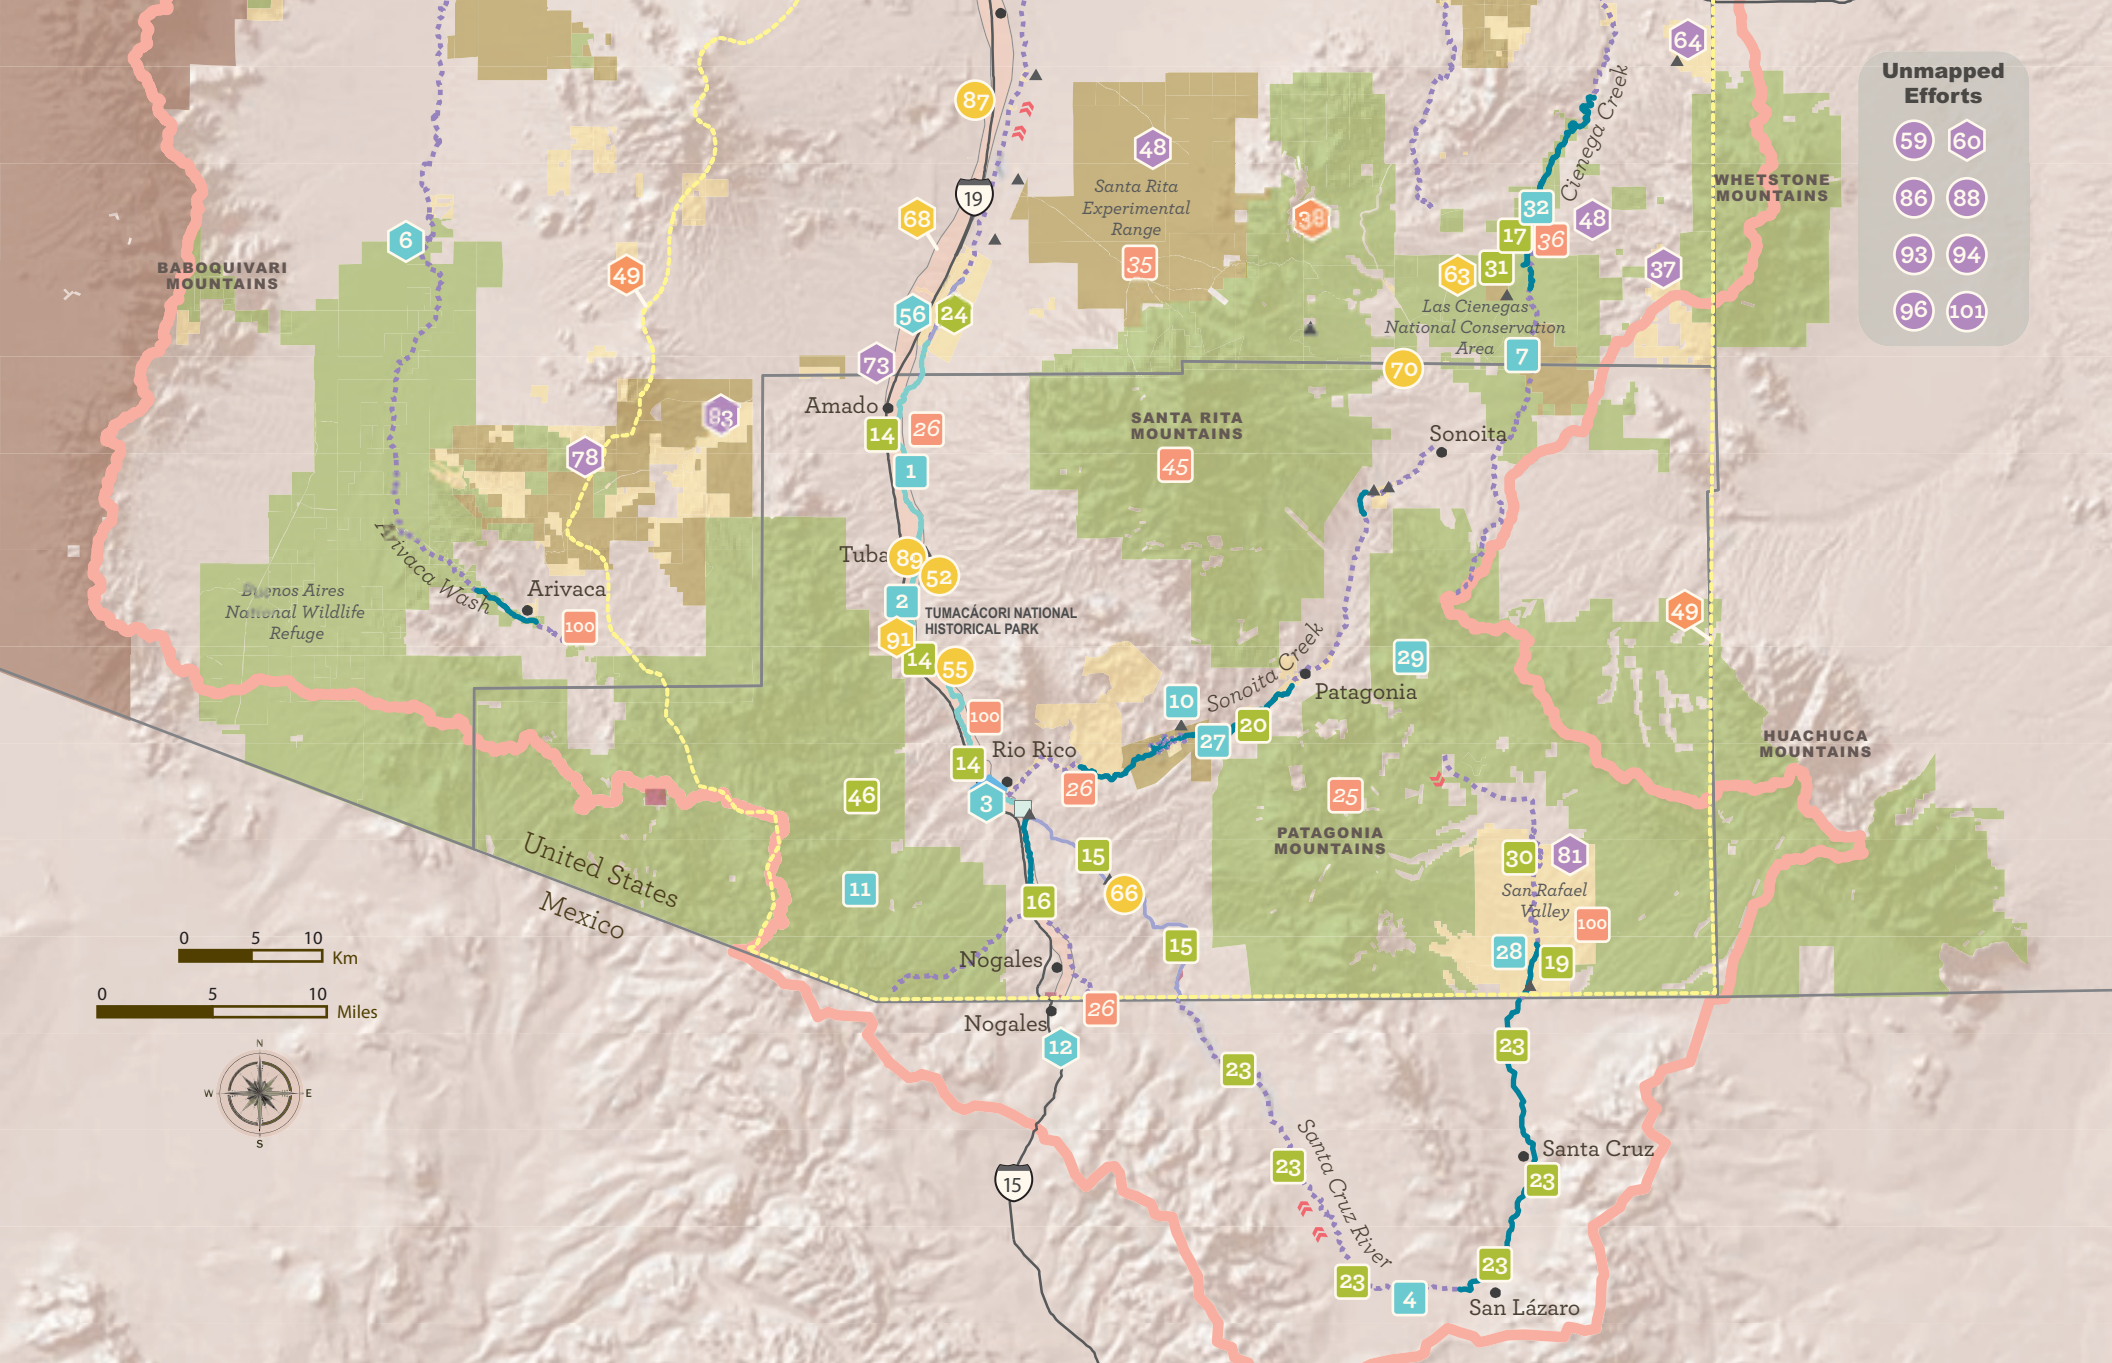 64
Unmapped
Efforts
59
60
86
88
93
94
96
101
87
48
Cienega Creek
19
Santa Rita
Experimental
Range
35
38
32
48
17
36
31
63
37
WHETSTONE
MOUNTAINS
68
6
BABOQUIVARI
MOUNTAINS
49
56
24
Las Cienegas
National Conservation
Area
7
73
70
Amado
83
14
26
SANTA RITA
MOUNTAINS
Sonoita
78
1
45
Arivaca Wash
Tuba
89
52
Buenos Aires
National Wildlife
Refuge
Arivaca
100
2
TUMACÁCORI NATIONAL
HISTORICAL PARK
91
14
55
49
29
Sonoita Creek
Patagonia
10
100
20
27
Rio Rico
14
HUACHUCA
MOUNTAINS
46
3
26
25
PATAGONIA
MOUNTAINS
15
30
81
United States
Mexico
11
66
16
San Rafael
Valley
100
15
28
19
0 5 10
Km
0 5 10
Miles
Nogales
Nogales
26
12
N
W
E
S
23
23
Santa Cruz
23
Santa Cruz River
23
15
23
23
4
San Lázaro